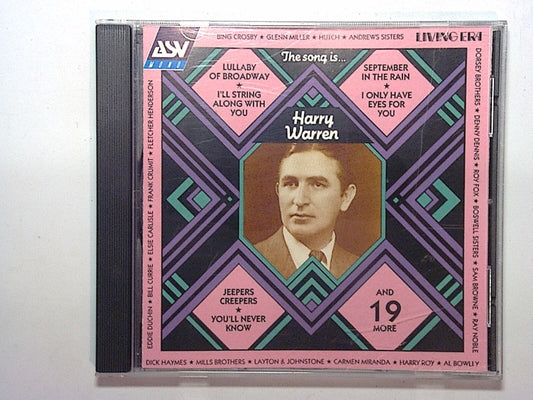 BING CROSBY ★ GLENN MILLER ★ HUTCH ★ ANDREWS SISTERS
LIVING ERA
ASV
MONO
The song is...
LULLABY
OF BROADWAY
★
I'LL STRING
ALONG WITH
YOU
SEPTEMBER
IN THE RAIN
★
I ONLY HAVE
EYES FOR
YOU
Harry
Warren
JEEPERS
CREEPERS
★
YOU'LL NEVER
KNOW
AND
19
MORE
EDDIE DUCHIN ★ BILL CURRIE ★ ELSIE CARLISLE ★ FRANK CRUMIT ★ FLETCHER HENDERSON
DORSEY BROTHERS ★ DENNY DENNIS ★ ROY FOX ★ BOSWELL SISTERS ★ SAM BROWNE ★ RAY NOBLE
DICK HAYMES ★ MILLS BROTHERS ★ LAYTON & JOHNSTONE ★ CARMEN MIRANDA ★ HARRY ROY ★ AL BOWLLY